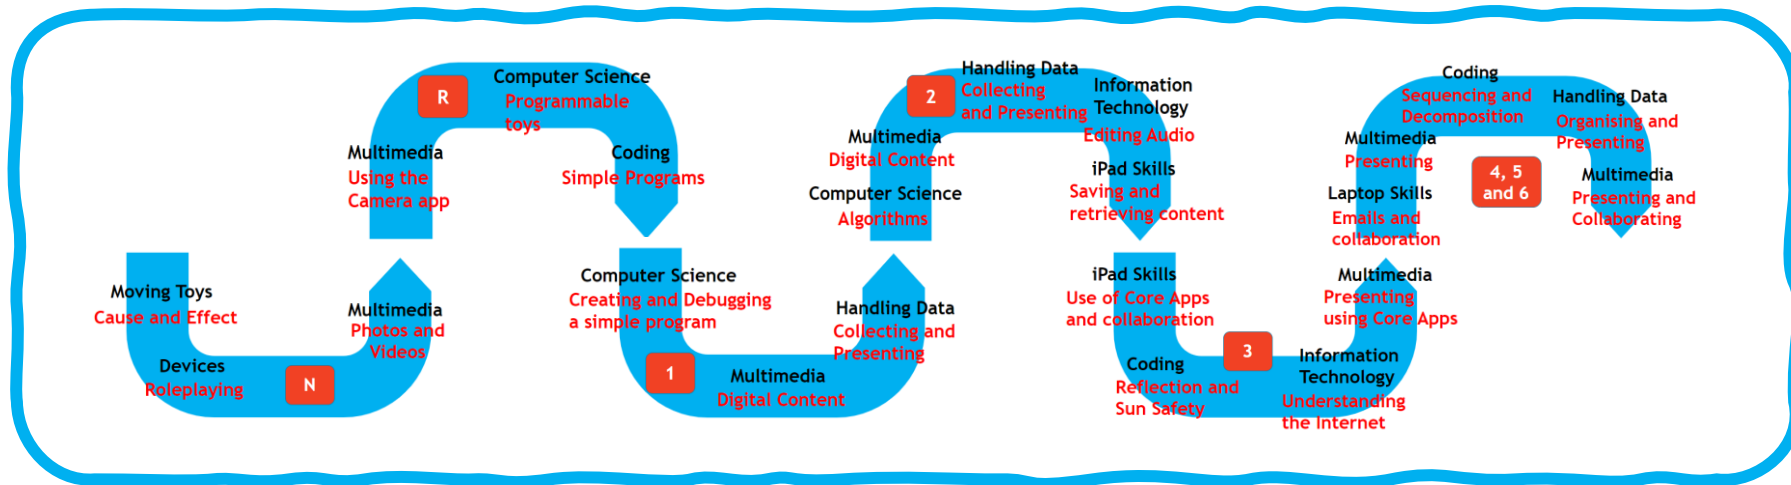 Moving Toys
Cause and Effect
Devices
Roleplaying
N
Multimedia
Photos and
Videos
Multimedia
Using the
Camera app
R
Computer Science
Programmable
toys
Coding
Simple Programs
Computer Science
Creating and Debugging
a simple program
1
Multimedia
Digital Content
Handling Data
Collecting and
Presenting
Computer Science
Algorithms
Multimedia
Digital Content
2
Handling Data
Collecting
and Presenting
Information
Technology
Editing Audio
iPad Skills
Saving and
retrieving content
iPad Skills
Use of Core Apps
and collaboration
Coding
Reflection and
Sun Safety
3
Information
Technology
Understanding
the Internet
Multimedia
Presenting
using Core Apps
Laptop Skills
Emails and
collaboration
Multimedia
Presenting
Coding
Sequencing and
Decomposition
4, 5
and 6
Handling Data
Organising and
Presenting
Multimedia
Presenting and
Collaborating